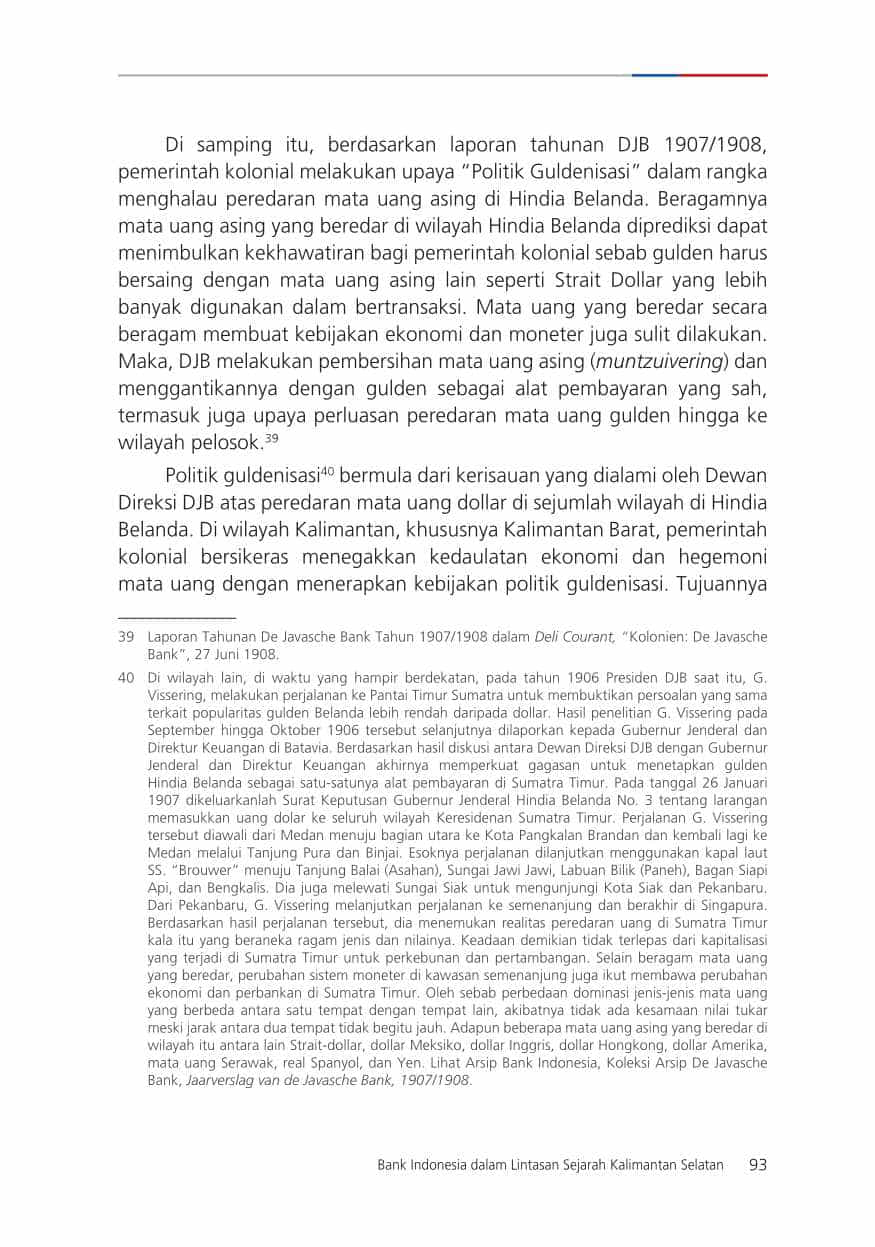 Di samping itu, berdasarkan laporan tahunan DJB 1907/1908,
pemerintah kolonial melakukan upaya “Politik Guldenisasi” dalam rangka
menghalau peredaran mata uang asing di Hindia Belanda. Beragamnya
mata uang asing yang beredar di wilayah Hindia Belanda diprediksi dapat
menimbulkan kekhawatiran bagi pemerintah kolonial sebab gulden harus
bersaing dengan mata uang asing lain seperti Strait Dollar yang lebih
banyak digunakan dalam bertransaksi. Mata uang yang beredar secara
beragam membuat kebijakan ekonomi dan moneter juga sulit dilakukan.
Maka, DJB melakukan pembersihan mata uang asing (muntzuivering) dan
menggantikannya dengan gulden sebagai alat pembayaran yang sah,
termasuk juga upaya perluasan peredaran mata uang gulden hingga ke
wilayah pelosok.39
Politik guldenisasi40 bermula dari kerisauan yang dialami oleh Dewan
Direksi DJB atas peredaran mata uang dollar di sejumlah wilayah di Hindia
Belanda. Di wilayah Kalimantan, khususnya Kalimantan Barat, pemerintah
kolonial bersikeras menegakkan kedaulatan ekonomi dan hegemoni
mata uang dengan menerapkan kebijakan politik guldenisasi. Tujuannya
39 Laporan Tahunan De Javasche Bank Tahun 1907/1908 dalam Deli Courant, “Kolonien: De Javasche
Bank”, 27 Juni 1908.
40 Di wilayah lain, di waktu yang hampir berdekatan, pada tahun 1906 Presiden DJB saat itu, G.
Vissering, melakukan perjalanan ke Pantai Timur Sumatra untuk membuktikan persoalan yang sama
terkait popularitas gulden Belanda lebih rendah daripada dollar. Hasil penelitian G. Vissering pada
September hingga Oktober 1906 tersebut selanjutnya dilaporkan kepada Gubernur Jenderal dan
Direktur Keuangan di Batavia. Berdasarkan hasil diskusi antara Dewan Direksi DJB dengan Gubernur
Jenderal dan Direktur Keuangan akhirnya memperkuat gagasan untuk menetapkan gulden
Hindia Belanda sebagai satu-satunya alat pembayaran di Sumatra Timur. Pada tanggal 26 Januari
1907 dikeluarkanlah Surat Keputusan Gubernur Jenderal Hindia Belanda No. 3 tentang larangan
memasukkan uang dolar ke seluruh wilayah Keresidenan Sumatra Timur. Perjalanan G. Vissering
tersebut diawali dari Medan menuju bagian utara ke Kota Pangkalan Brandan dan kembali lagi ke
Medan melalui Tanjung Pura dan Binjai. Esoknya perjalanan dilanjutkan menggunakan kapal laut
SS. “Brouwer” menuju Tanjung Balai (Asahan), Sungai Jawi Jawi, Labuan Bilik (Paneh), Bagan Siapi
Api, dan Bengkalis. Dia juga melewati Sungai Siak untuk mengunjungi Kota Siak dan Pekanbaru.
Dari Pekanbaru, G. Vissering melanjutkan perjalanan ke semenanjung dan berakhir di Singapura.
Berdasarkan hasil perjalanan tersebut, dia menemukan realitas peredaran uang di Sumatra Timur
kala itu yang beraneka ragam jenis dan nilainya. Keadaan demikian tidak terlepas dari kapitalisasi
yang terjadi di Sumatra Timur untuk perkebunan dan pertambangan. Selain beragam mata uang
yang beredar, perubahan sistem moneter di kawasan semenanjung juga ikut membawa perubahan
ekonomi dan perbankan di Sumatra Timur. Oleh sebab perbedaan dominasi jenis-jenis mata uang
yang berbeda antara satu tempat dengan tempat lain, akibatnya tidak ada kesamaan nilai tukar
meski jarak antara dua tempat tidak begitu jauh. Adapun beberapa mata uang asing yang beredar di
wilayah itu antara lain Strait-dollar, dollar Meksiko, dollar Inggris, dollar Hongkong, dollar Amerika,
mata uang Serawak, real Spanyol, dan Yen. Lihat Arsip Bank Indonesia, Koleksi Arsip De Javasche
Bank, Jaarverslag van de Javasche Bank, 1907/1908.
Bank Indonesia dalam Lintasan Sejarah Kalimantan Selatan 93